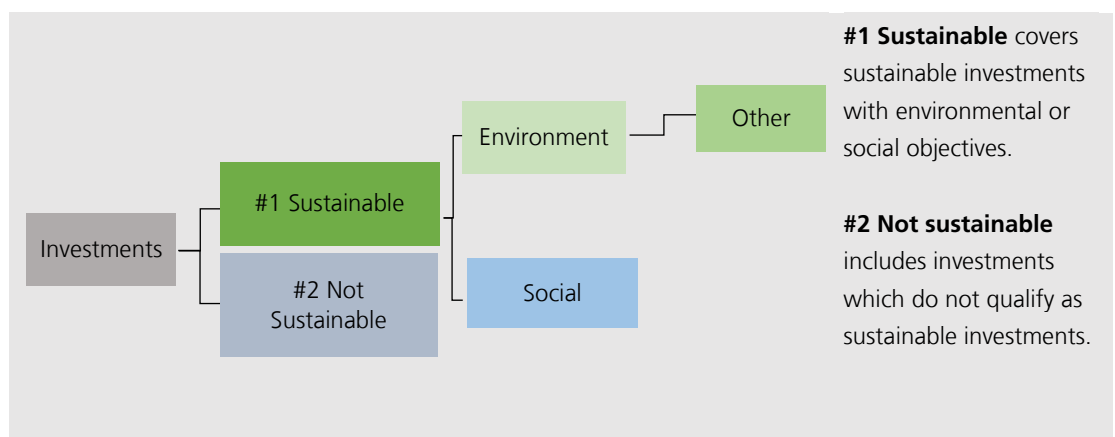 Investments
#1 Sustainable
#2 Not
Sustainable
Environment
Social
Other
#1 Sustainable covers
sustainable investments
with environmental or
social objectives.
#2 Not sustainable
includes investments
which do not qualify as
sustainable investments.